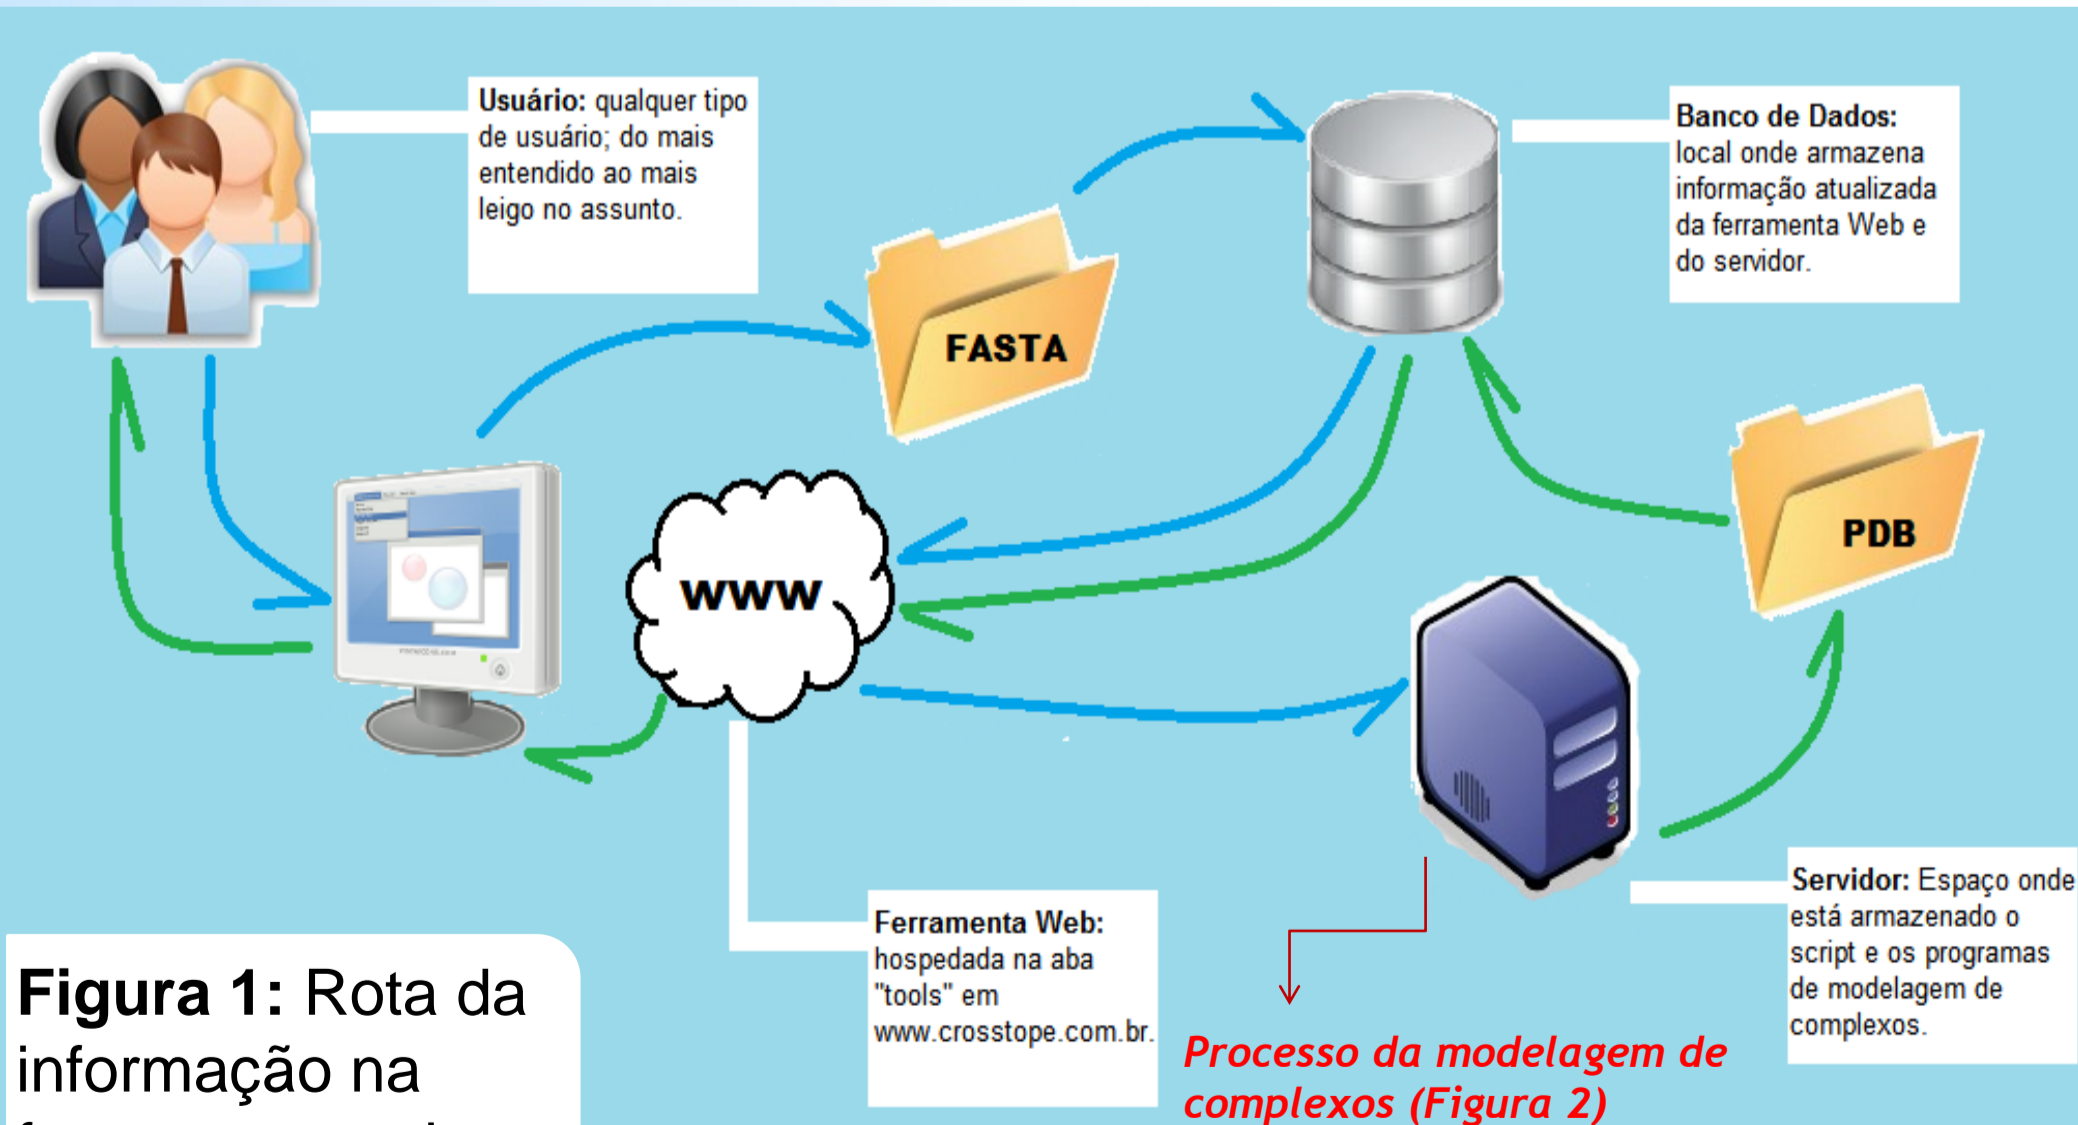 Usuário: qualquer tipo
de usuário; do mais
entendido ao mais
leigo no assunto.
Banco de Dados:
local onde armazena
informação atualizada
da ferramenta Web e
do servidor.
FASTA
PDB
www
Servidor: Espaço onde
está armazenado o
script e os programas
de modelagem de
complexos.
Ferramenta Web:
hospedada na aba
"tools" em
www.crosstope.com.br.
Processo da modelagem de
complexos (Figura 2)
Figura 1: Rota da
informação na